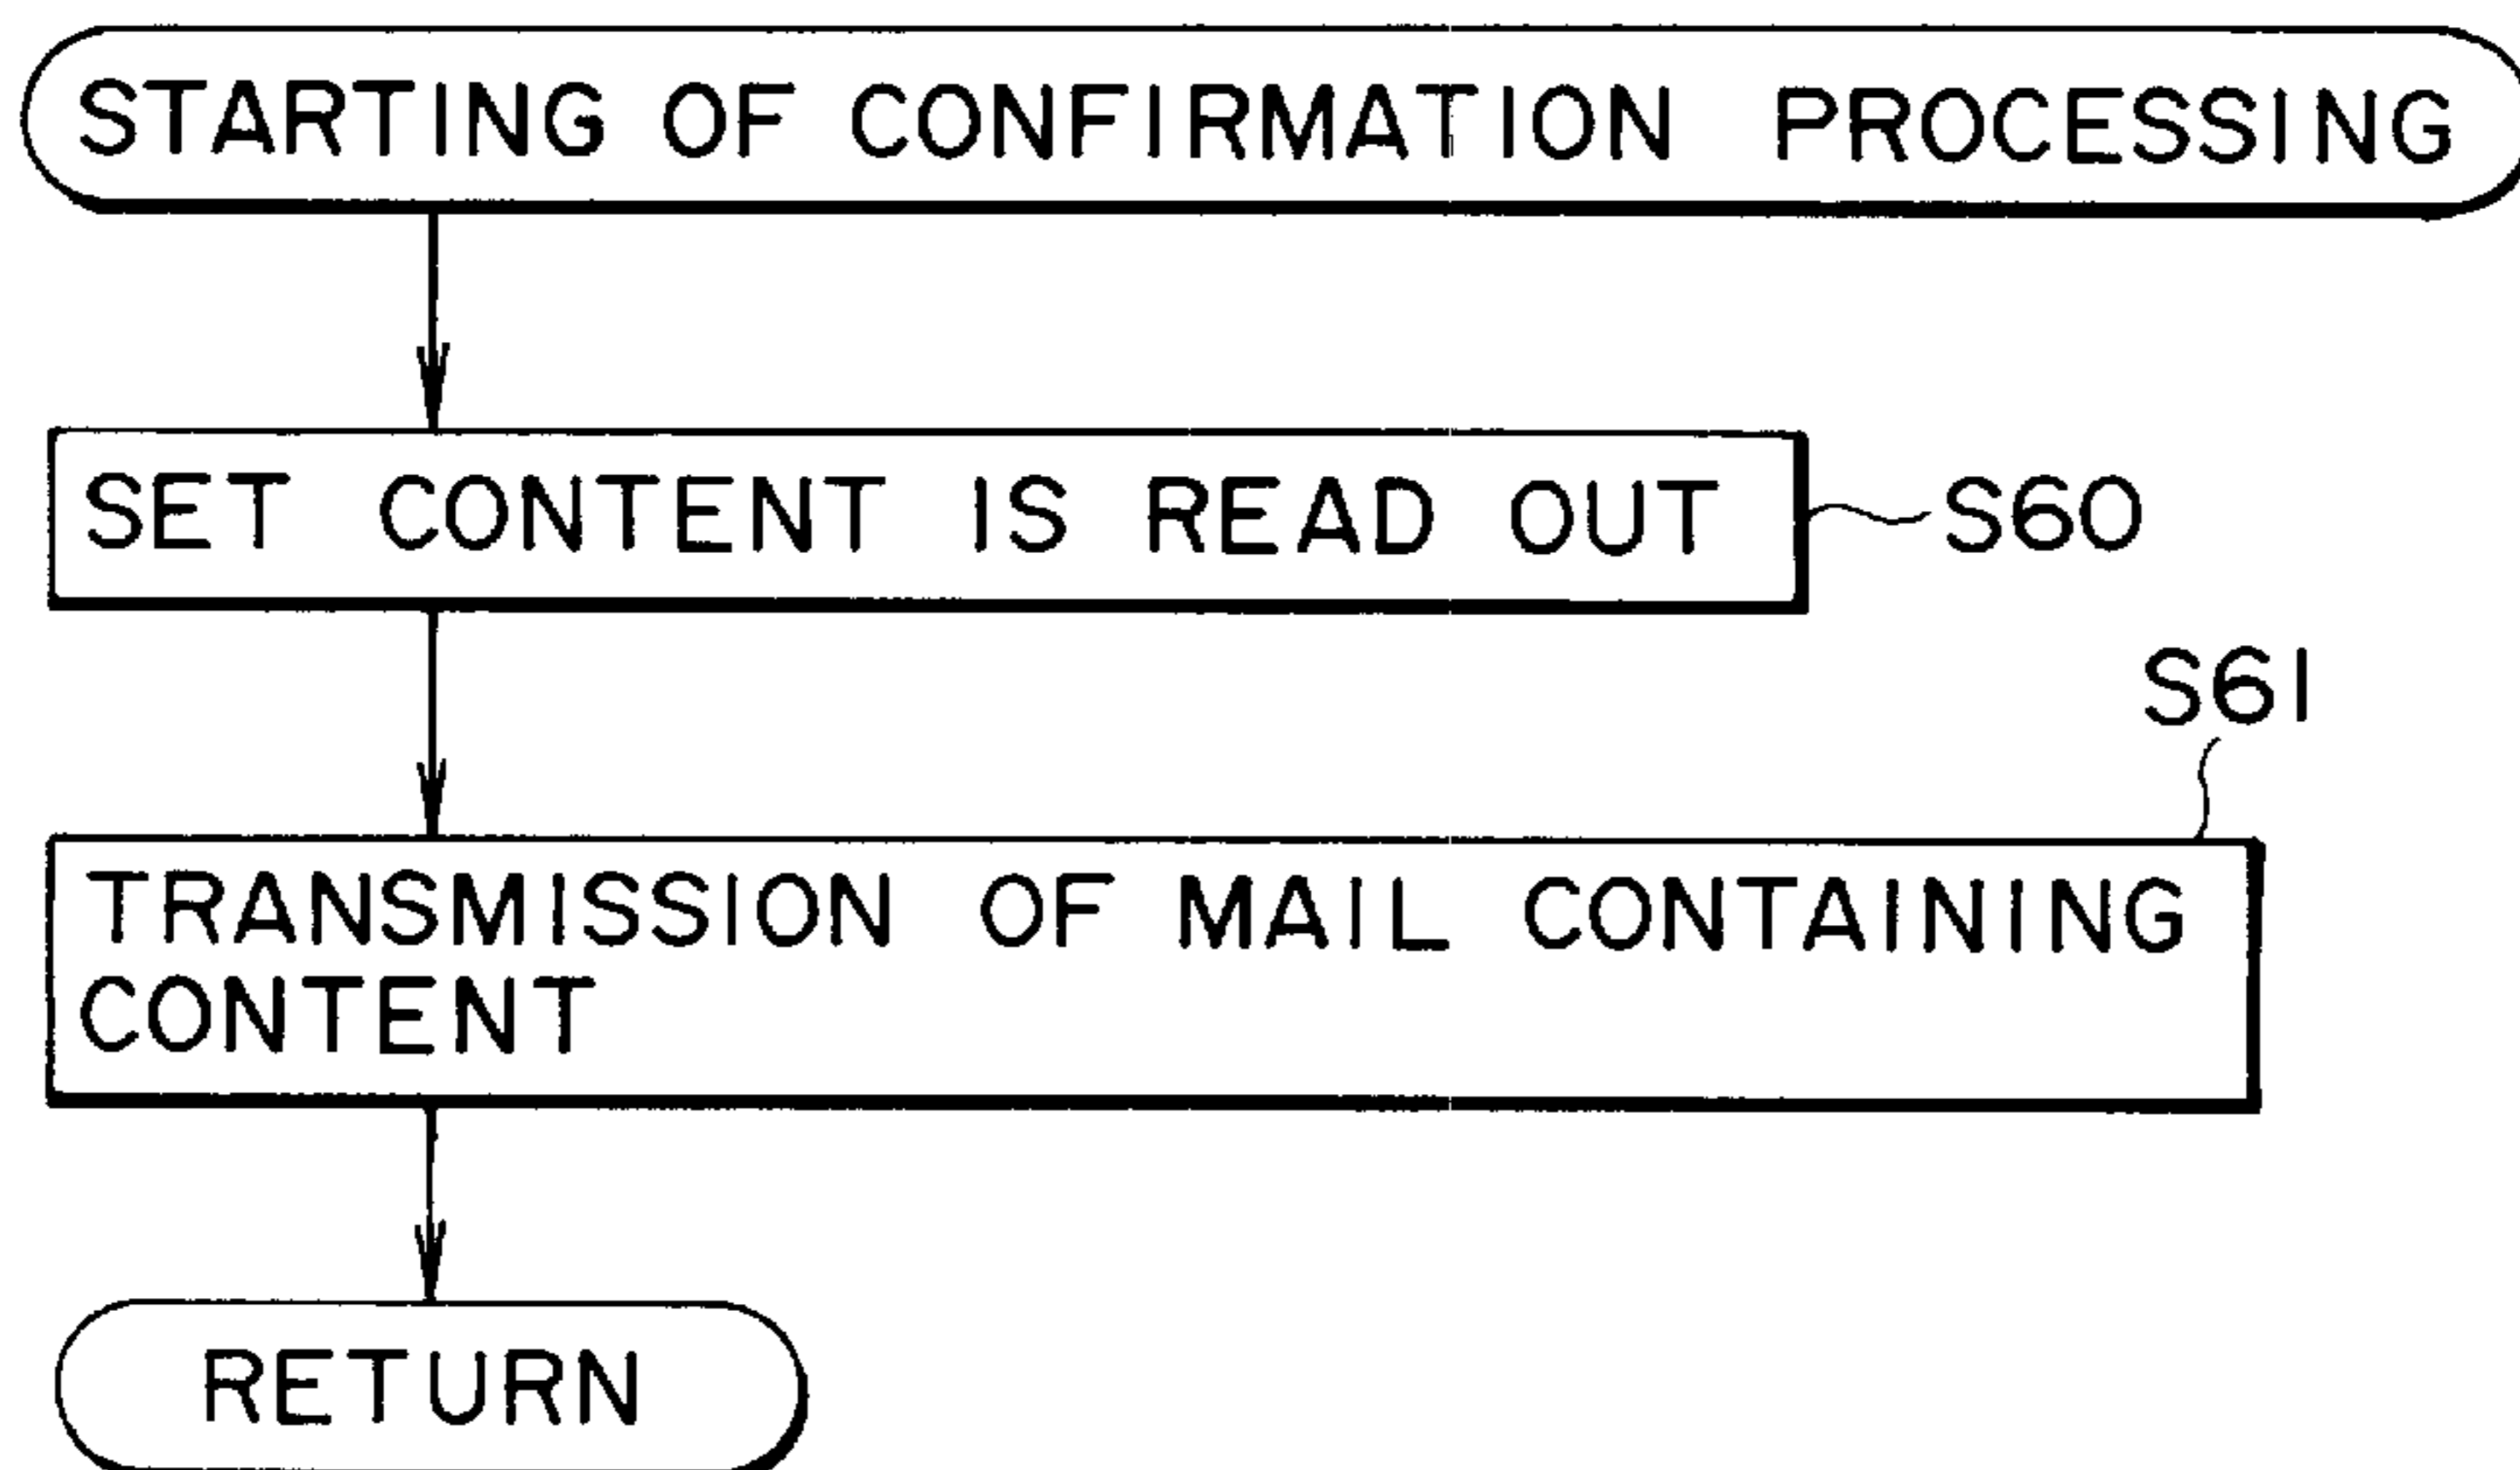 STARTING OF CONFIRMATION PROCESSING
SET CONTENT IS READ OUT
S60
S61
TRANSMISSION OF MAIL CONTAINING
CONTENT
RETURN